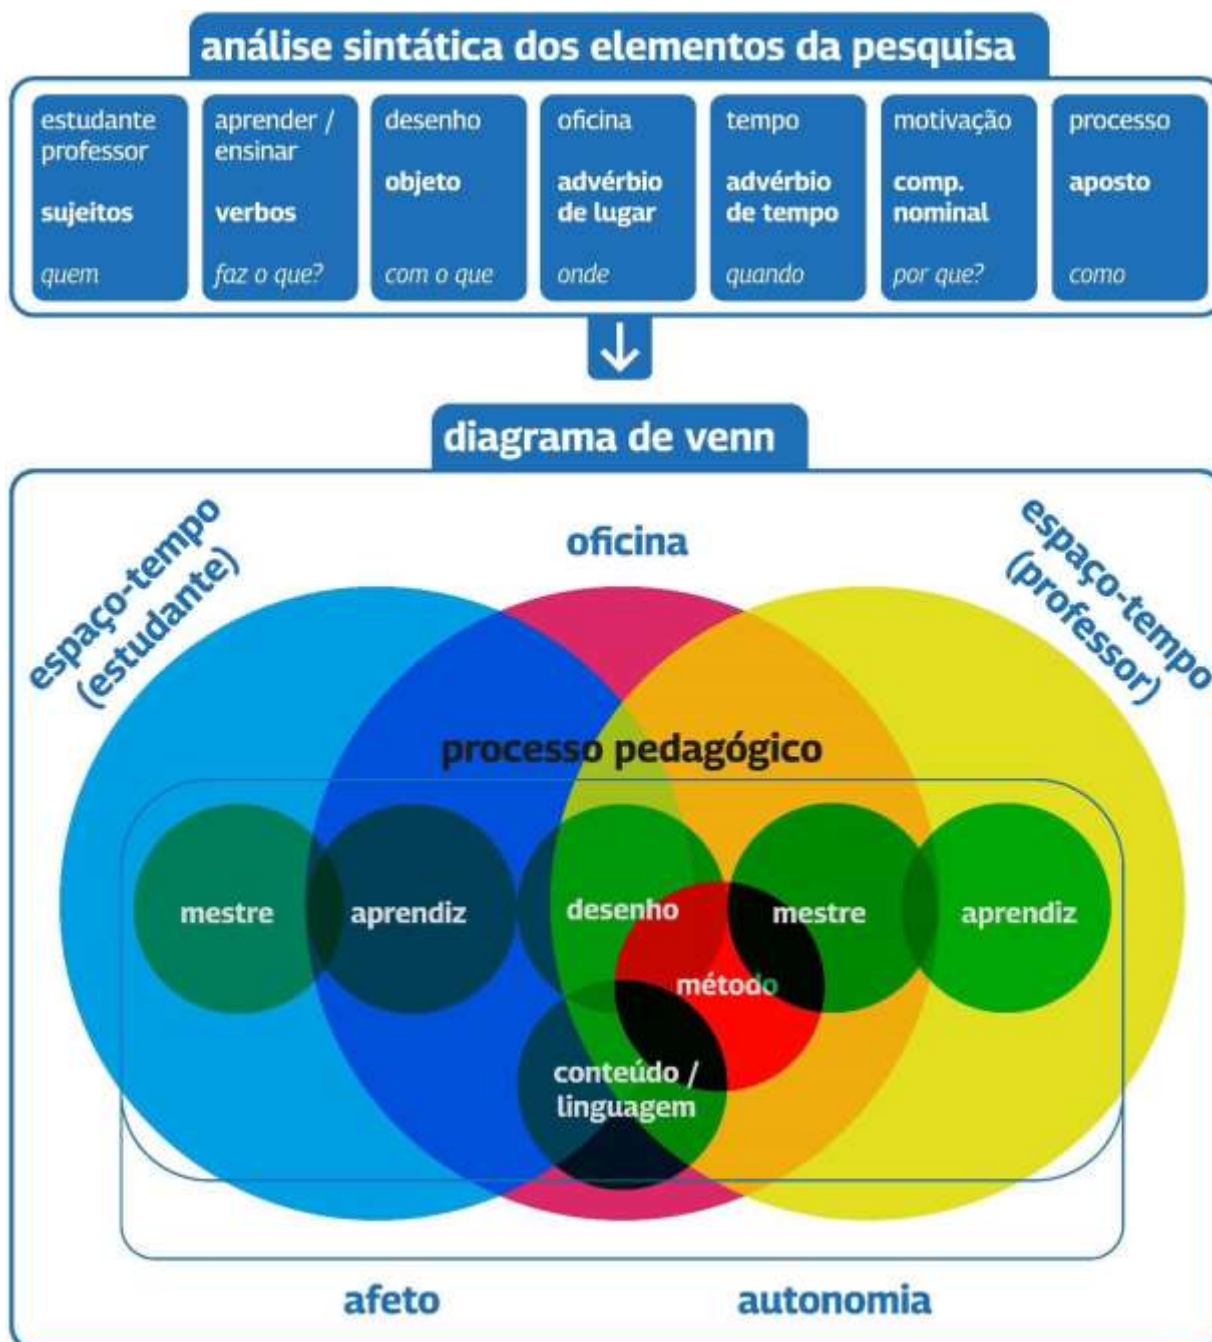 análise sintática dos elementos da pesquisa
estudante
professor
sujeitos
quem
aprender /
ensinar
verbos
faz o que?
desenho
objeto
com o que
oficina
advérbio
de lugar
onde
tempo
advérbio
de tempo
quando
motivação
comp.
nominal
por que?
processo
aposto
como
diagrama de venn
espaço-tempo
(estudante)
oficina
espaço-tempo
(professor)
processo pedagógico
mestre
aprendiz
desenho
mestre
aprendiz
método
conteúdo /
linguagem
afeto
autonomia